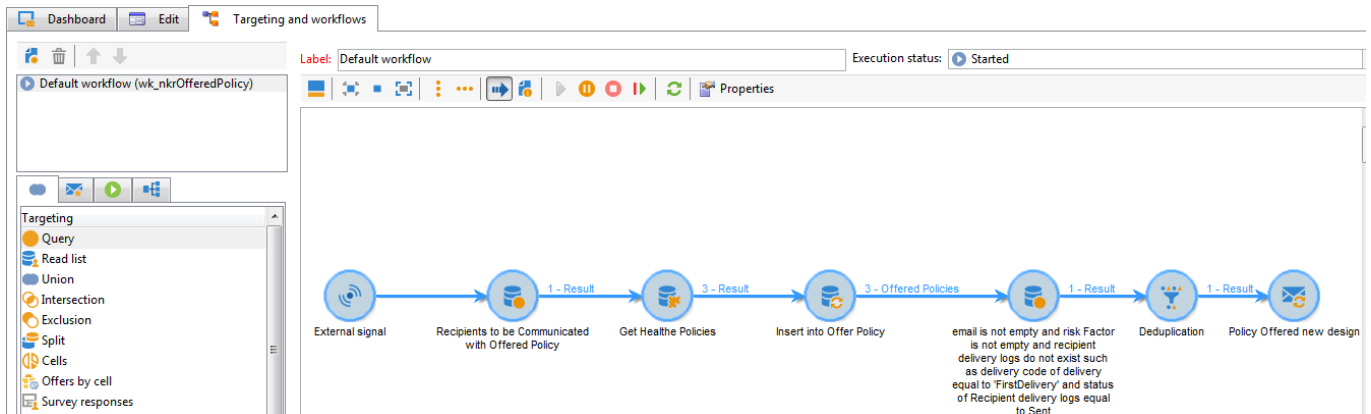 Dashboard
Edit
Targeting and workflows
Label: Default workflow
Execution status: Started
Default workflow (wk_nkrOfferedPolicy)
Properties
Targeting
Query
Read list
Union
Intersection
Exclusion
Split
Cells
Offers by cell
Survey responses
1 - Result
3 - Result
3 - Offered Policies
1 - Result
1 - Result
External signal
Recipients to be Communicated
with Offered Policy
Get Healthe Policies
Insert into Offer Policy
email is not empty and risk Factor
is not empty and recipient
delivery logs do not exist such
as delivery code of delivery
equal to 'FirstDelivery' and status
of Recipient delivery logs equal
to Sent
Deduplication
Policy Offered new design